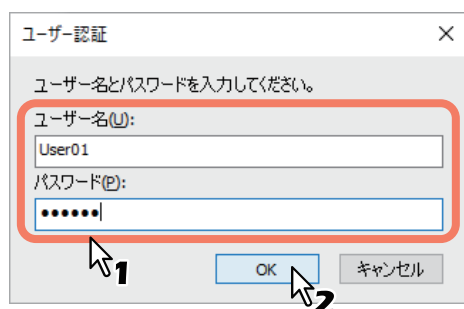 ユーザー認証
ユーザー名とパスワードを入力してください。
ユーザー名(U):
User01
パスワード(P):
••••••
1
OK
キャンセル
2